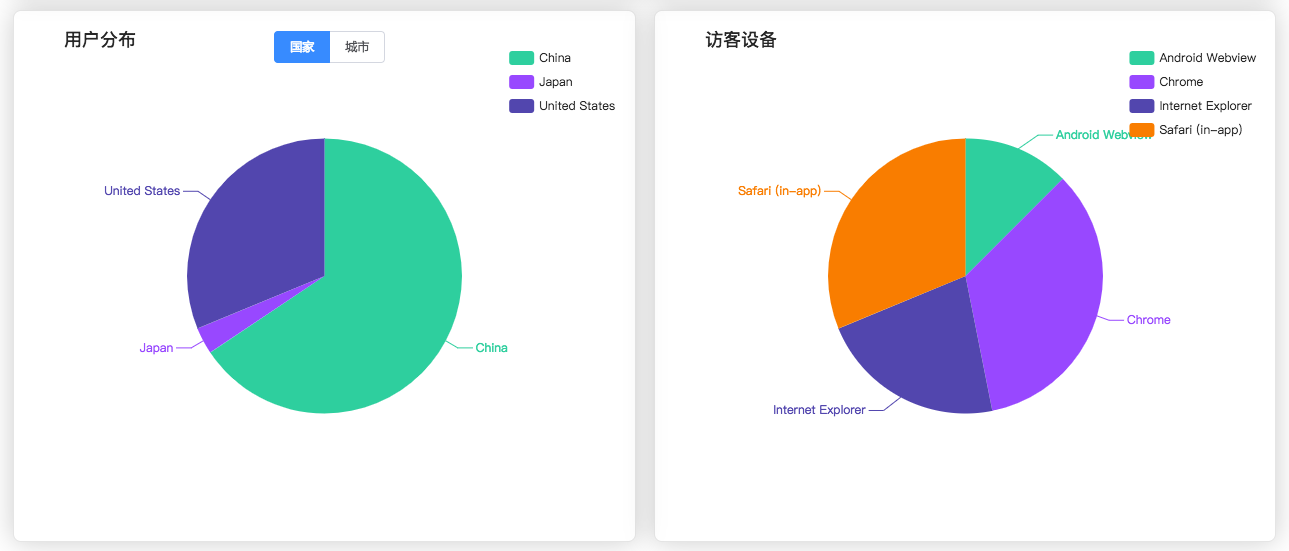 用户分布
国家
城市
China
Japan
United States
United States
Japan
China
访客设备
Android Webview
Chrome
Internet Explorer
Safari (in-app)
Android Webview
Safari (in-app)
Chrome
Internet Explorer